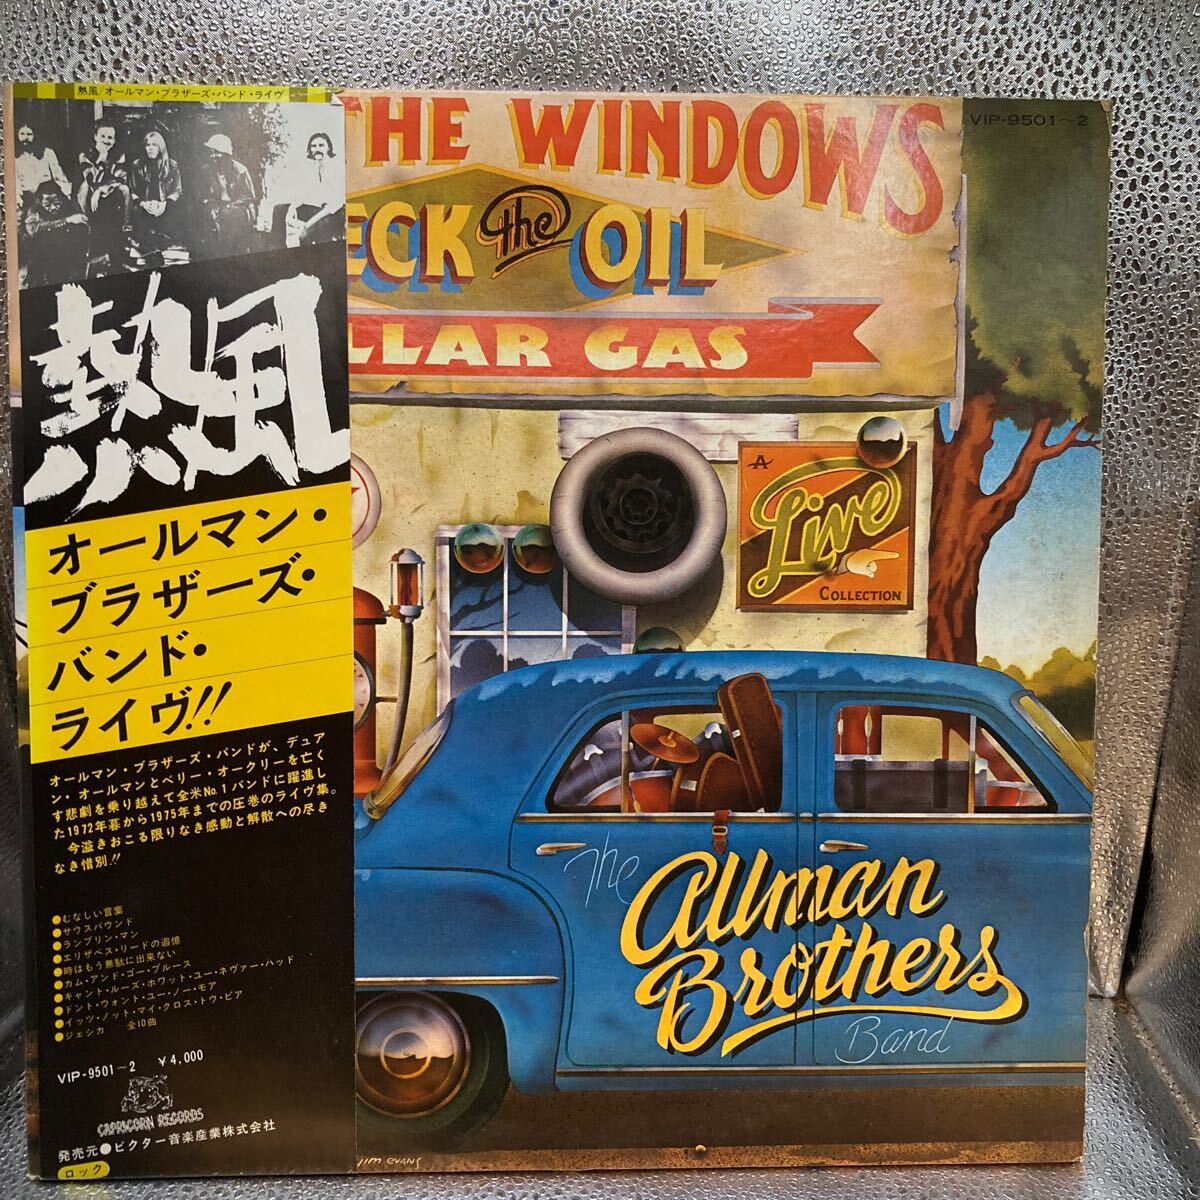 熱風/オールマン・ブラザーズ・バンド・ライヴ
熱風
オールマン・
ブラザーズ・
バンド・
ライヴ!!
オールマン・ブラザーズ・バンドが、デュア
ン・オールマンとベリー・オークリーを亡く
す悲劇を乗り越えて全米No.1バンドに躍進し
た1972年暮から1975年までの圧巻のライヴ集。
今溢きおこる限りなき感動と解散への尽き
なき惜別!!
●むなしい言葉
●サウスバウンド
●ランブリン・マン
●エリザベス・リードの追憶
●時はもう無駄に出来ない
●カム・アンド・ゴー・ブルース
●キャント・ルーズ・ホワット・ユー・ネヴァー・ハッド
●ドント・ウォント・ユー・ノー・モア
●イッツ・ノット・マイ・クロス・トゥ・ビア
●ジェシカ 全10曲
VIP-9501~2 ¥4,000
CAPRICORN RECORDS
発売元●ビクター音楽産業株式会社
ロック
VIP-9501~2
THE WINDOWS
ECK the OIL
LLAR GAS
A
Live
COLLECTION
The
Allman
Brothers
Band
Jim Evans